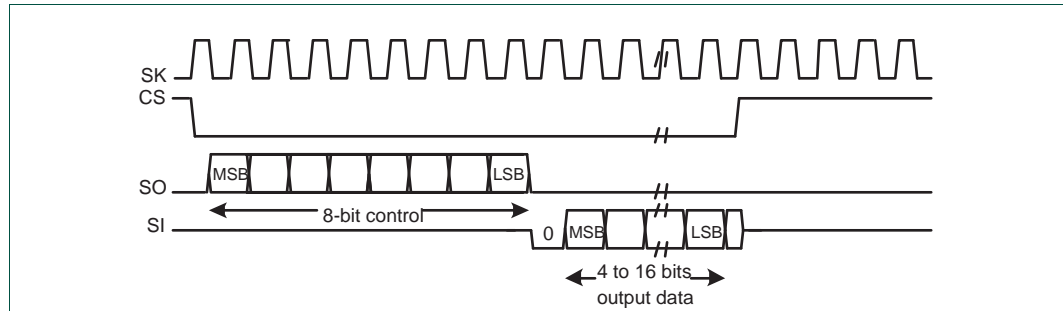 SK
CS
SO
MSB
LSB
8-bit control
SI
0
MSB
LSB
4 to 16 bits
output data